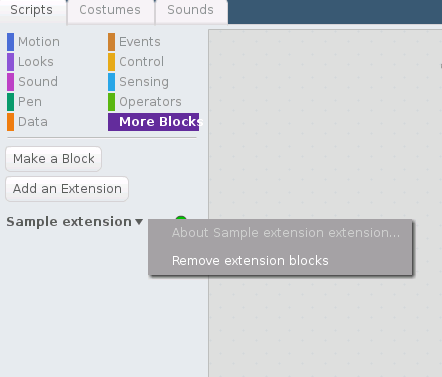 Scripts Costumes Sounds
Motion Events
Looks Control
Sound Sensing
Pen Operators
Data More Blocks
Make a Block
Add an Extension
Sample extension
About Sample extension extension...
Remove extension blocks